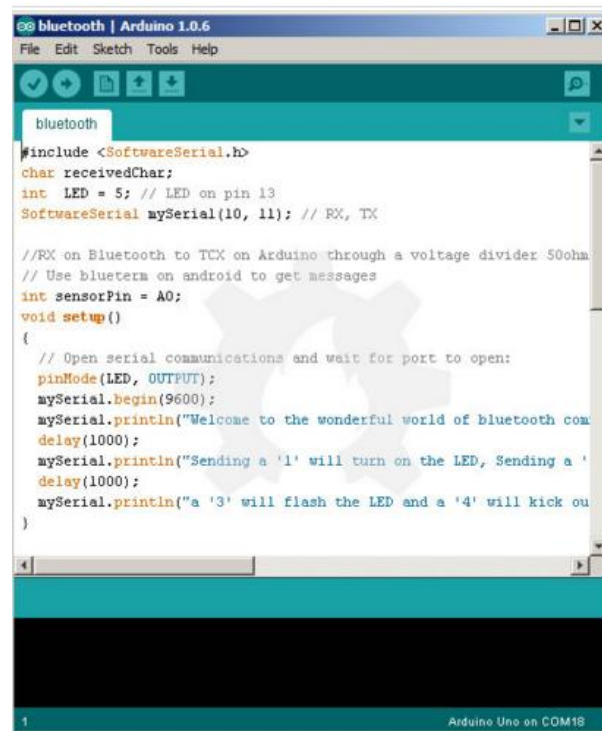 bluetooth | Arduino 1.0.6
File Edit Sketch Tools Help
bluetooth
#include <SoftwareSerial.h>
char receivedChar;
int  LED = 5; // LED on pin 13
SoftwareSerial mySerial(10, 11); // RX, TX
//RX on Bluetooth to TCX on Arduino through a voltage divider 50ohm
// Use blueterm on android to get messages
int sensorPin = A0;
void setup()
{
  // Open serial communications and wait for port to open:
  pinMode(LED, OUTPUT);
  mySerial.begin(9600);
  mySerial.println("Welcome to the wonderful world of bluetooth com
  delay(1000);
  mySerial.println("Sending a '1' will turn on the LED, Sending a '
  delay(1000);
  mySerial.println("a '3' will flash the LED and a '4' will kick ou
}
1
Arduino Uno on COM18